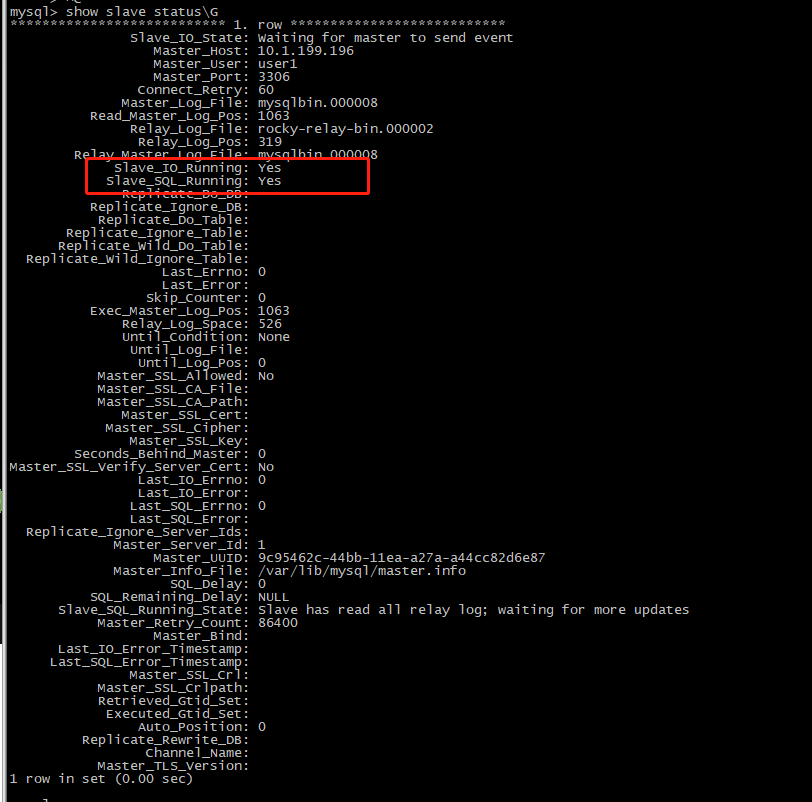 mysql> show slave status\G
*************************** 1. row ***************************
Slave_IO_State: Waiting for master to send event
Master_Host: 10.1.199.196
Master_User: user1
Master_Port: 3306
Connect_Retry: 60
Master_Log_File: mysqlbin.000008
Read_Master_Log_Pos: 1063
Relay_Log_File: rocky-relay-bin.000002
Relay_Log_Pos: 319
Relay_Master_Log_File: mysqlbin.000008
Slave_IO_Running: Yes
Slave_SQL_Running: Yes
Replicate_Do_DB:
Replicate_Ignore_DB:
Replicate_Do_Table:
Replicate_Ignore_Table:
Replicate_Wild_Do_Table:
Replicate_Wild_Ignore_Table:
Last_Errno: 0
Last_Error:
Skip_Counter: 0
Exec_Master_Log_Pos: 1063
Relay_Log_Space: 526
Until_Condition: None
Until_Log_File:
Until_Log_Pos: 0
Master_SSL_Allowed: No
Master_SSL_CA_File:
Master_SSL_CA_Path:
Master_SSL_Cert:
Master_SSL_Cipher:
Master_SSL_Key:
Seconds_Behind_Master: 0
Master_SSL_Verify_Server_Cert: No
Last_IO_Errno: 0
Last_IO_Error:
Last_SQL_Errno: 0
Last_SQL_Error:
Replicate_Ignore_Server_Ids:
Master_Server_Id: 1
Master_UUID: 9c95462c-44bb-11ea-a27a-a44cc82d6e87
Master_Info_File: /var/lib/mysql/master.info
SQL_Delay: 0
SQL_Remaining_Delay: NULL
Slave_SQL_Running_State: Slave has read all relay log; waiting for more updates
Master_Retry_Count: 86400
Master_Bind:
Last_IO_Error_Timestamp:
Last_SQL_Error_Timestamp:
Master_SSL_Crl:
Master_SSL_Crlpath:
Retrieved_Gtid_Set:
Executed_Gtid_Set:
Auto_Position: 0
Replicate_Rewrite_DB:
Channel_Name:
Master_TLS_Version:
1 row in set (0.00 sec)